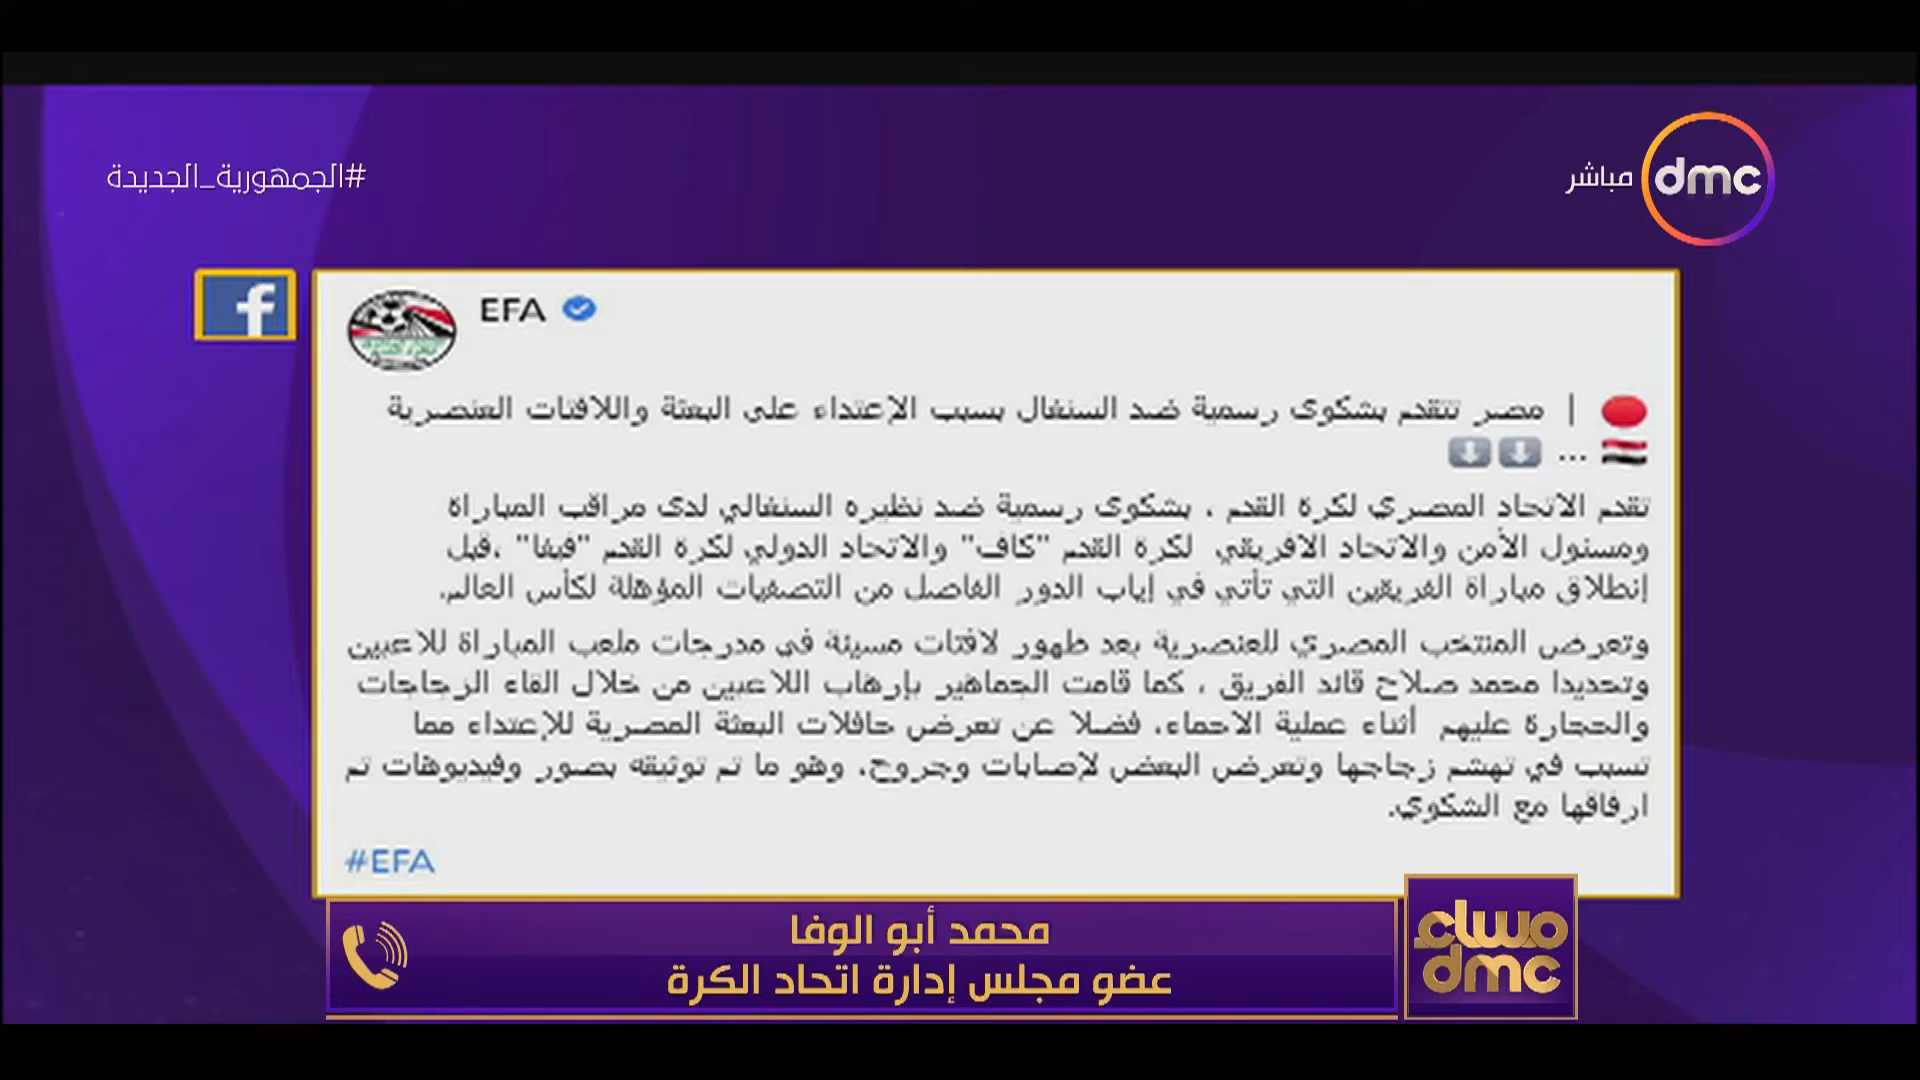 #الجمهورية_الجديدة
مباشر
dmc
f
EFA
مصر تتقدم بشكوى رسمية ضد السنغال بسبب الإعتداء على البعثة واللافتات العنصرية |
...
تقدم الاتحاد المصري لكرة القدم ، بشكوى رسمية ضد نظيره السنغالي لدى مراقب المباراة
ومسئول الأمن والاتحاد الافريقي لكرة القدم "كاف" والاتحاد الدولي لكرة القدم "فيفا" ،قبل
إنطلاق مباراة الفريقين التي تأتي في إياب الدور الفاصل من التصفيات المؤهلة لكأس العالم.
وتعرض المنتخب المصري للعنصرية بعد ظهور لافتات مسيئة في مدرجات ملعب المباراة للاعبين
وتحديدا محمد صلاح قائد الفريق ، كما قامت الجماهير بإرهاب اللاعبين من خلال القاء الزجاجات
والحجارة عليهم أثناء عملية الاحماء، فضلا عن تعرض حافلات البعثة المصرية للإعتداء مما
تسبب في تهشم زجاجها وتعرض البعض لإصابات وجروح، وهو ما تم توثيقه بصور وفيديوهات تم
ارفاقها مع الشكوي.
#EFA
محمد أبو الوفا
عضو مجلس إدارة اتحاد الكرة
مساء
dmc